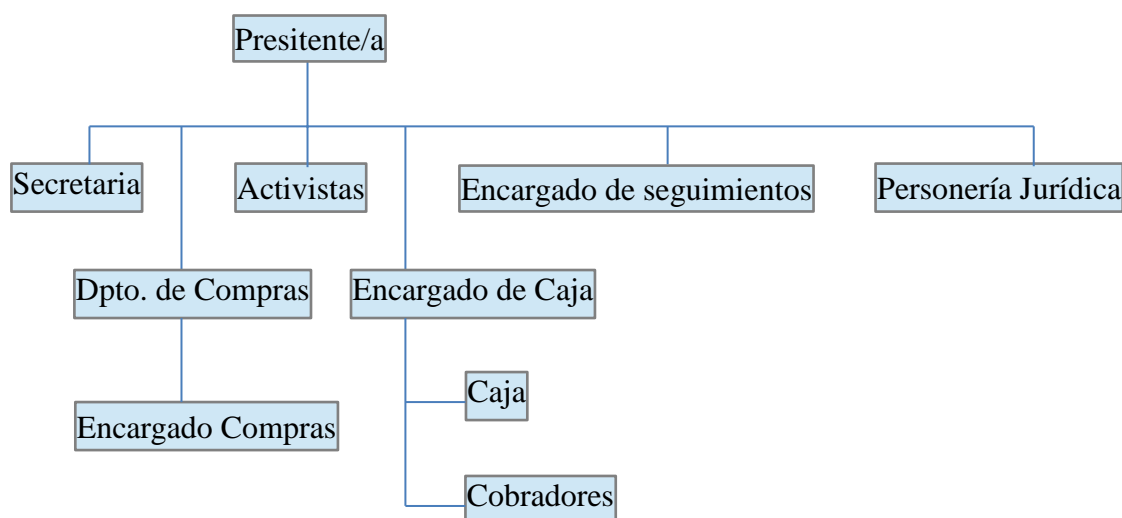 Presitente/a
Secretaria
Activistas
Encargado de seguimientos
Personería Jurídica
Dpto. de Compras
Encargado de Caja
Caja
Encargado Compras
Cobradores